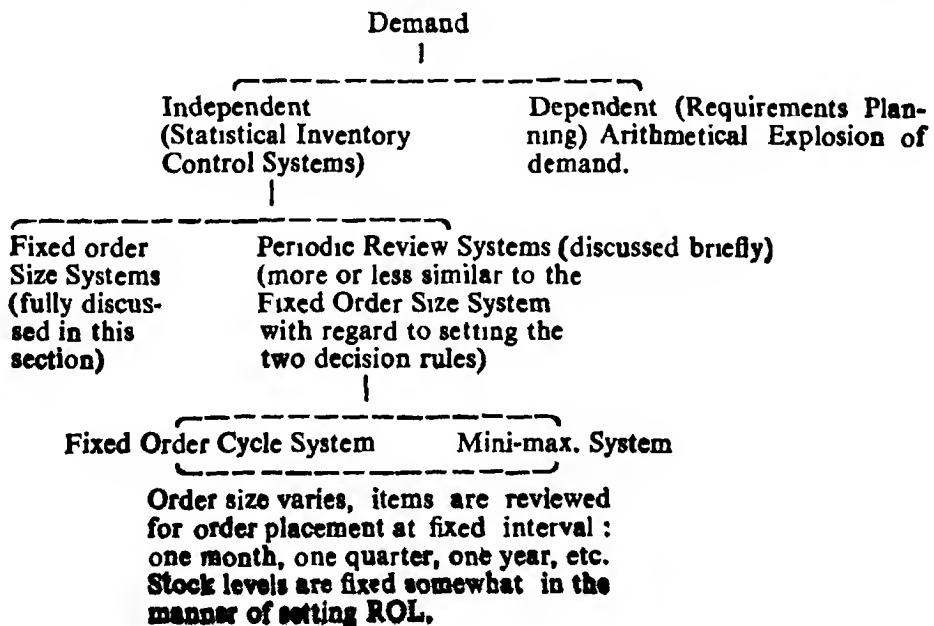 Demand
Independent
(Statistical Inventory
Control Systems)
Dependent (Requirements Plan-
ning) Arithmetical Explosion of
demand.
Fixed order
Size Systems
(fully discus-
sed in this
section)
Periodic Review Systems (discussed briefly)
(more or less similar to the
Fixed Order Size System
with regard to setting the
two decision rules)
Fixed Order Cycle System
Mini-max. System
Order size varies, items are reviewed
for order placement at fixed interval :
one month, one quarter, one year, etc.
Stock levels are fixed somewhat in the
manner of setting ROL.